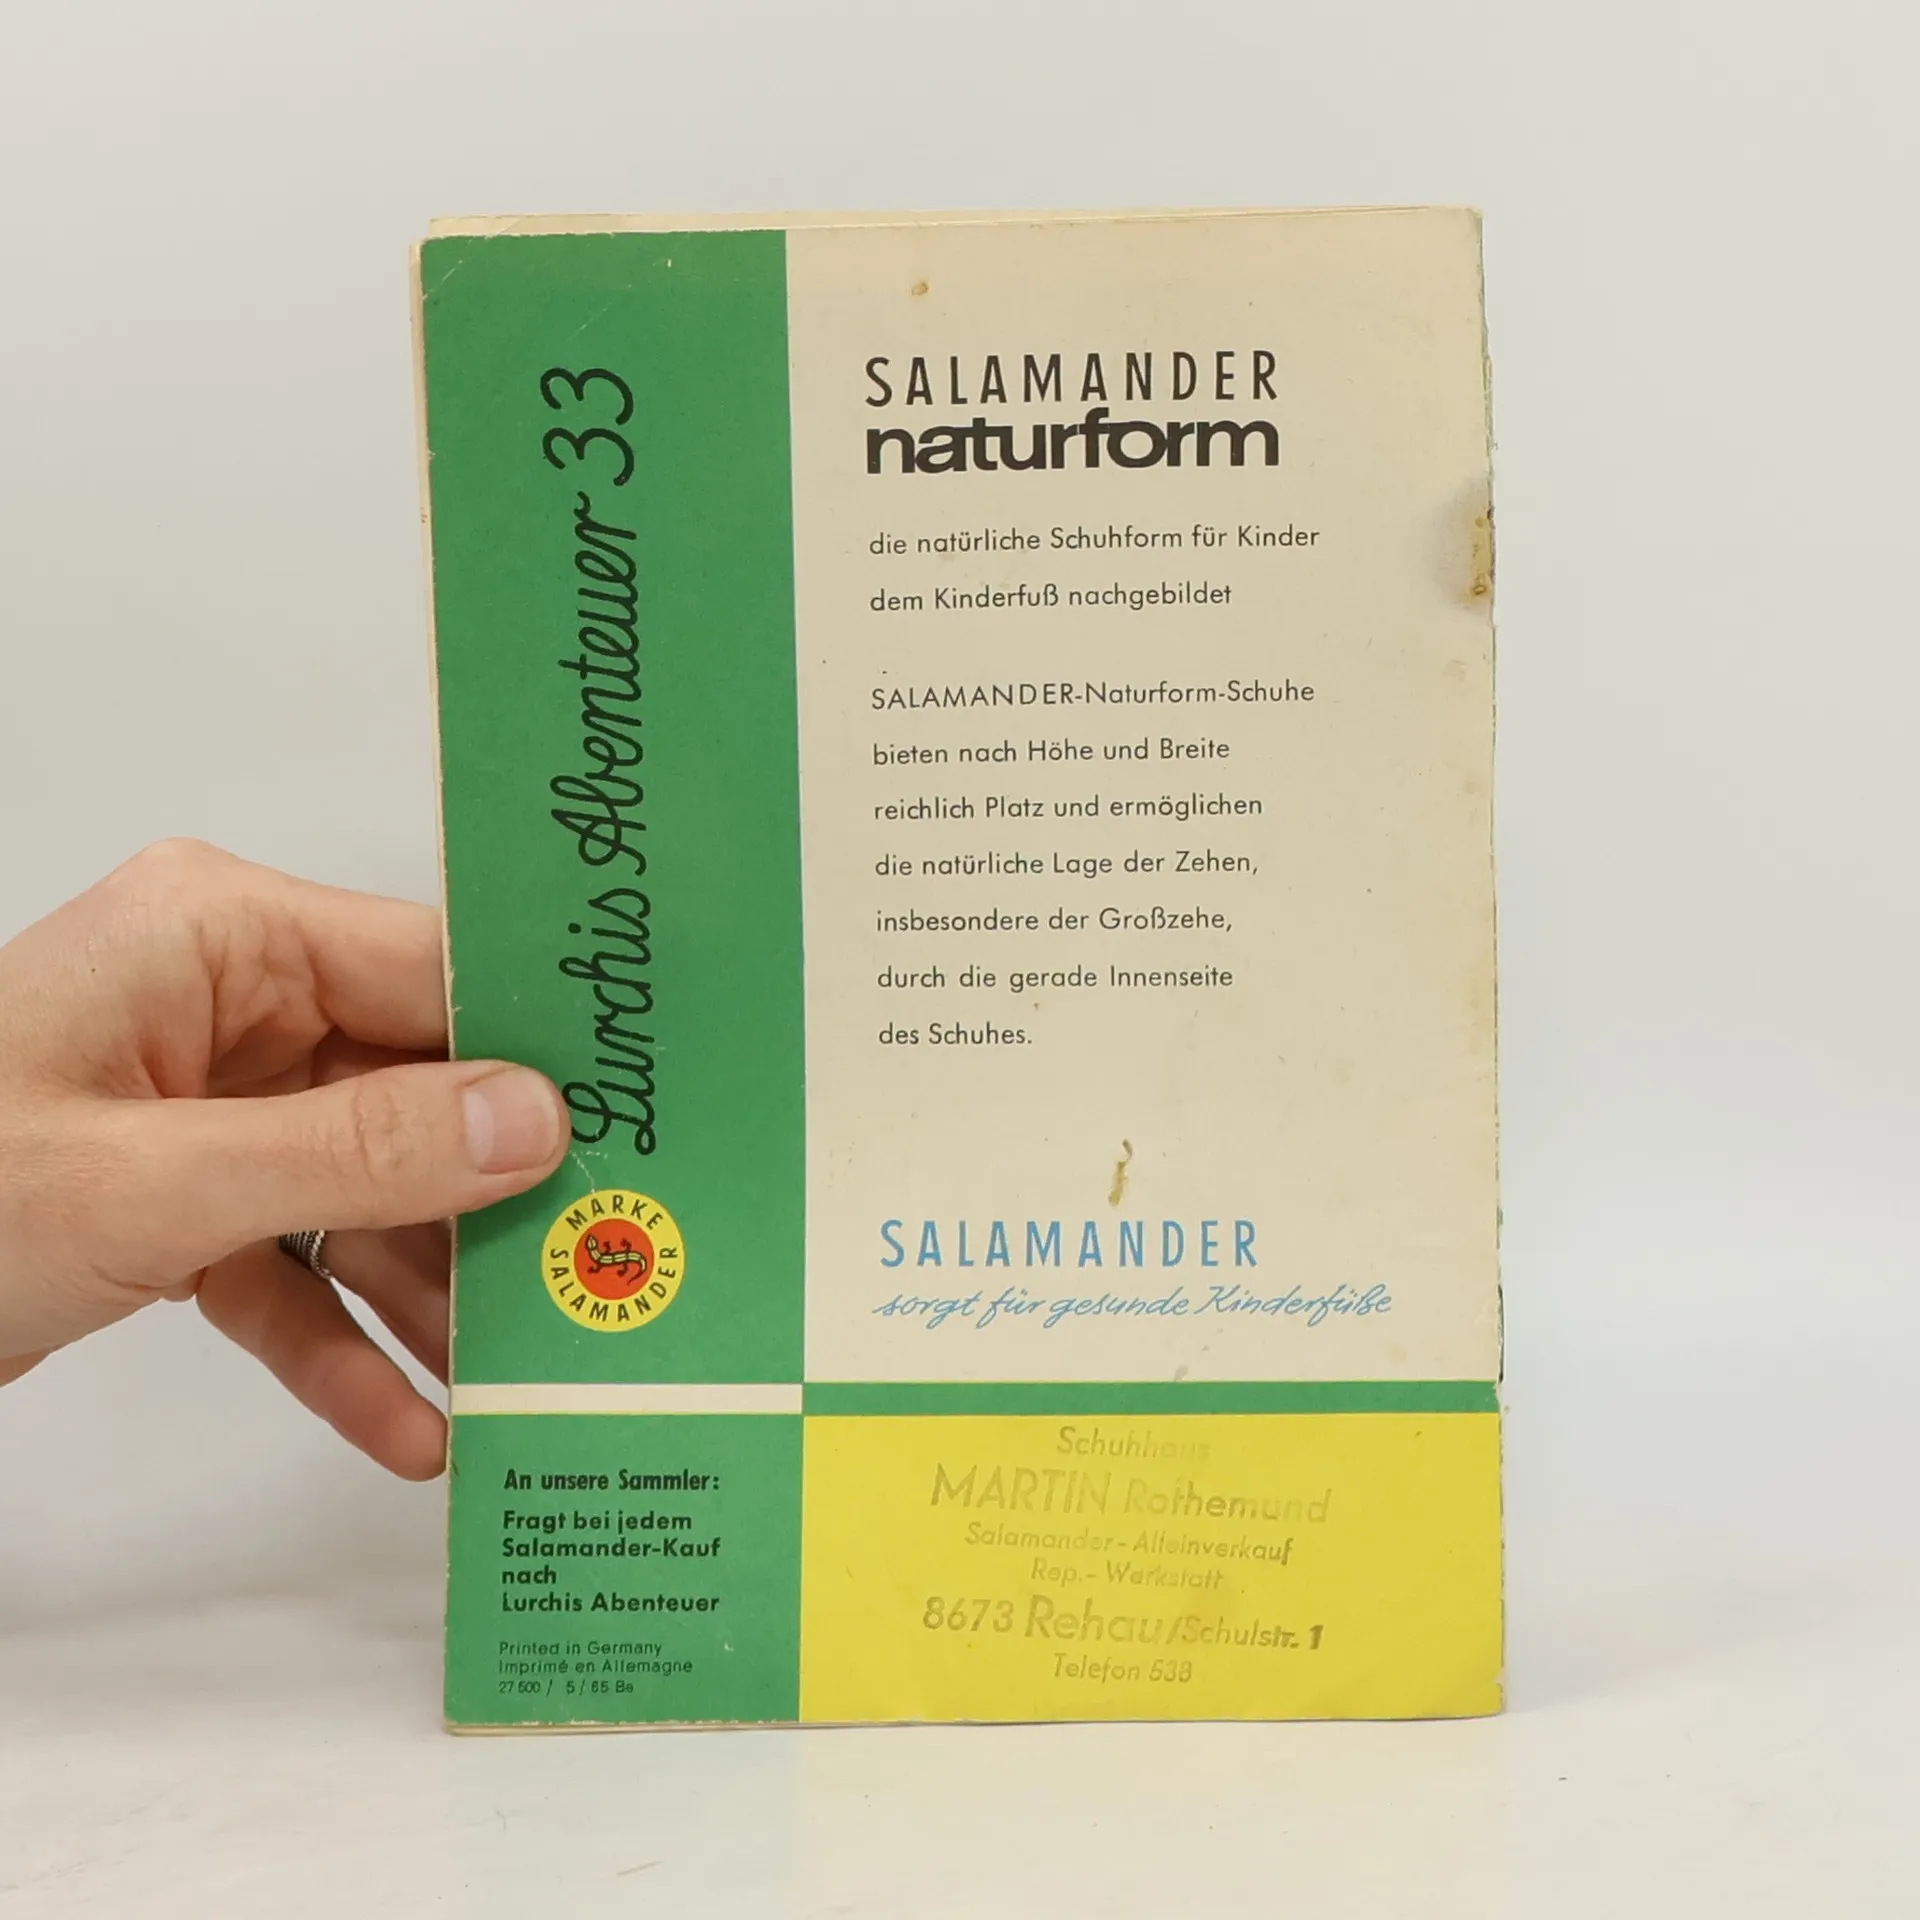 Lurchis Abenteuer 33
MARKE SALAMANDER
An unsere Sammler:
Fragt bei jedem
Salamander-Kauf
nach
Lurchis Abenteuer
Printed in Germany
Imprimé en Allemagne
27 500 / 5 / 65 Be
SALAMANDER
naturform
die natürliche Schuhform für Kinder
dem Kinderfuß nachgebildet
SALAMANDER-Naturform-Schuhe
bieten nach Höhe und Breite
reichlich Platz und ermöglichen
die natürliche Lage der Zehen,
insbesondere der Großzehe,
durch die gerade Innenseite
des Schuhes.
SALAMANDER
sorgt für gesunde Kinderfüße
Schuhhaus
MARTIN Rothemund
Salamander-Alleinverkauf
Rep.-Werkstatt
8673 Rehau/Schulstr. 1
Telefon 538